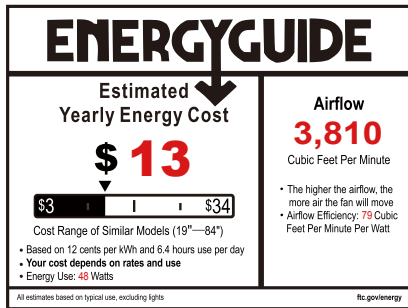 ENERGYGUIDE
Estimated
Yearly Energy Cost
$ 13
$3 $34
Cost Range of Similar Models (19"—84")
• Based on 12 cents per kWh and 6.4 hours use per day
• Your cost depends on rates and use
• Energy Use: 48 Watts
Airflow
3,810
Cubic Feet Per Minute
• The higher the airflow, the
more air the fan will move
• Airflow Efficiency: 79 Cubic
Feet Per Minute Per Watt
All estimates based on typical use, excluding lights
ftc.gov/energy